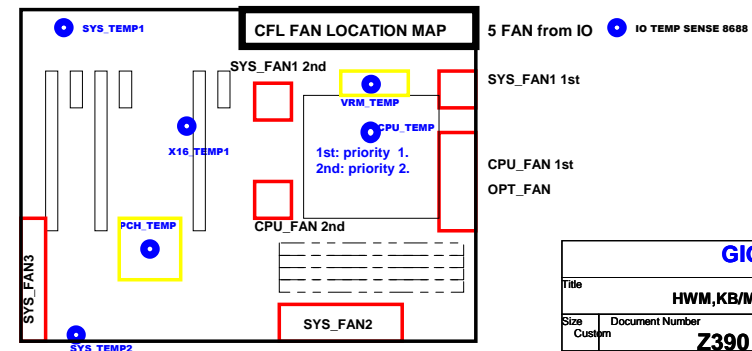 SYS_TEMP1
CFL FAN LOCATION MAP
5 FAN from IO
IO TEMP SENSE 8688
SYS_FAN1 2nd
SYS_FAN1 1st
VRM_TEMP
CPU_TEMP
X16_TEMP1
1st: priority 1.
2nd: priority 2.
CPU_FAN 1st
OPT_FAN
PCH_TEMP
CPU_FAN 2nd
SYS_FAN3
SYS_FAN2
SYS_TEMP2
Title
Size
Custom
Document Number
Z390